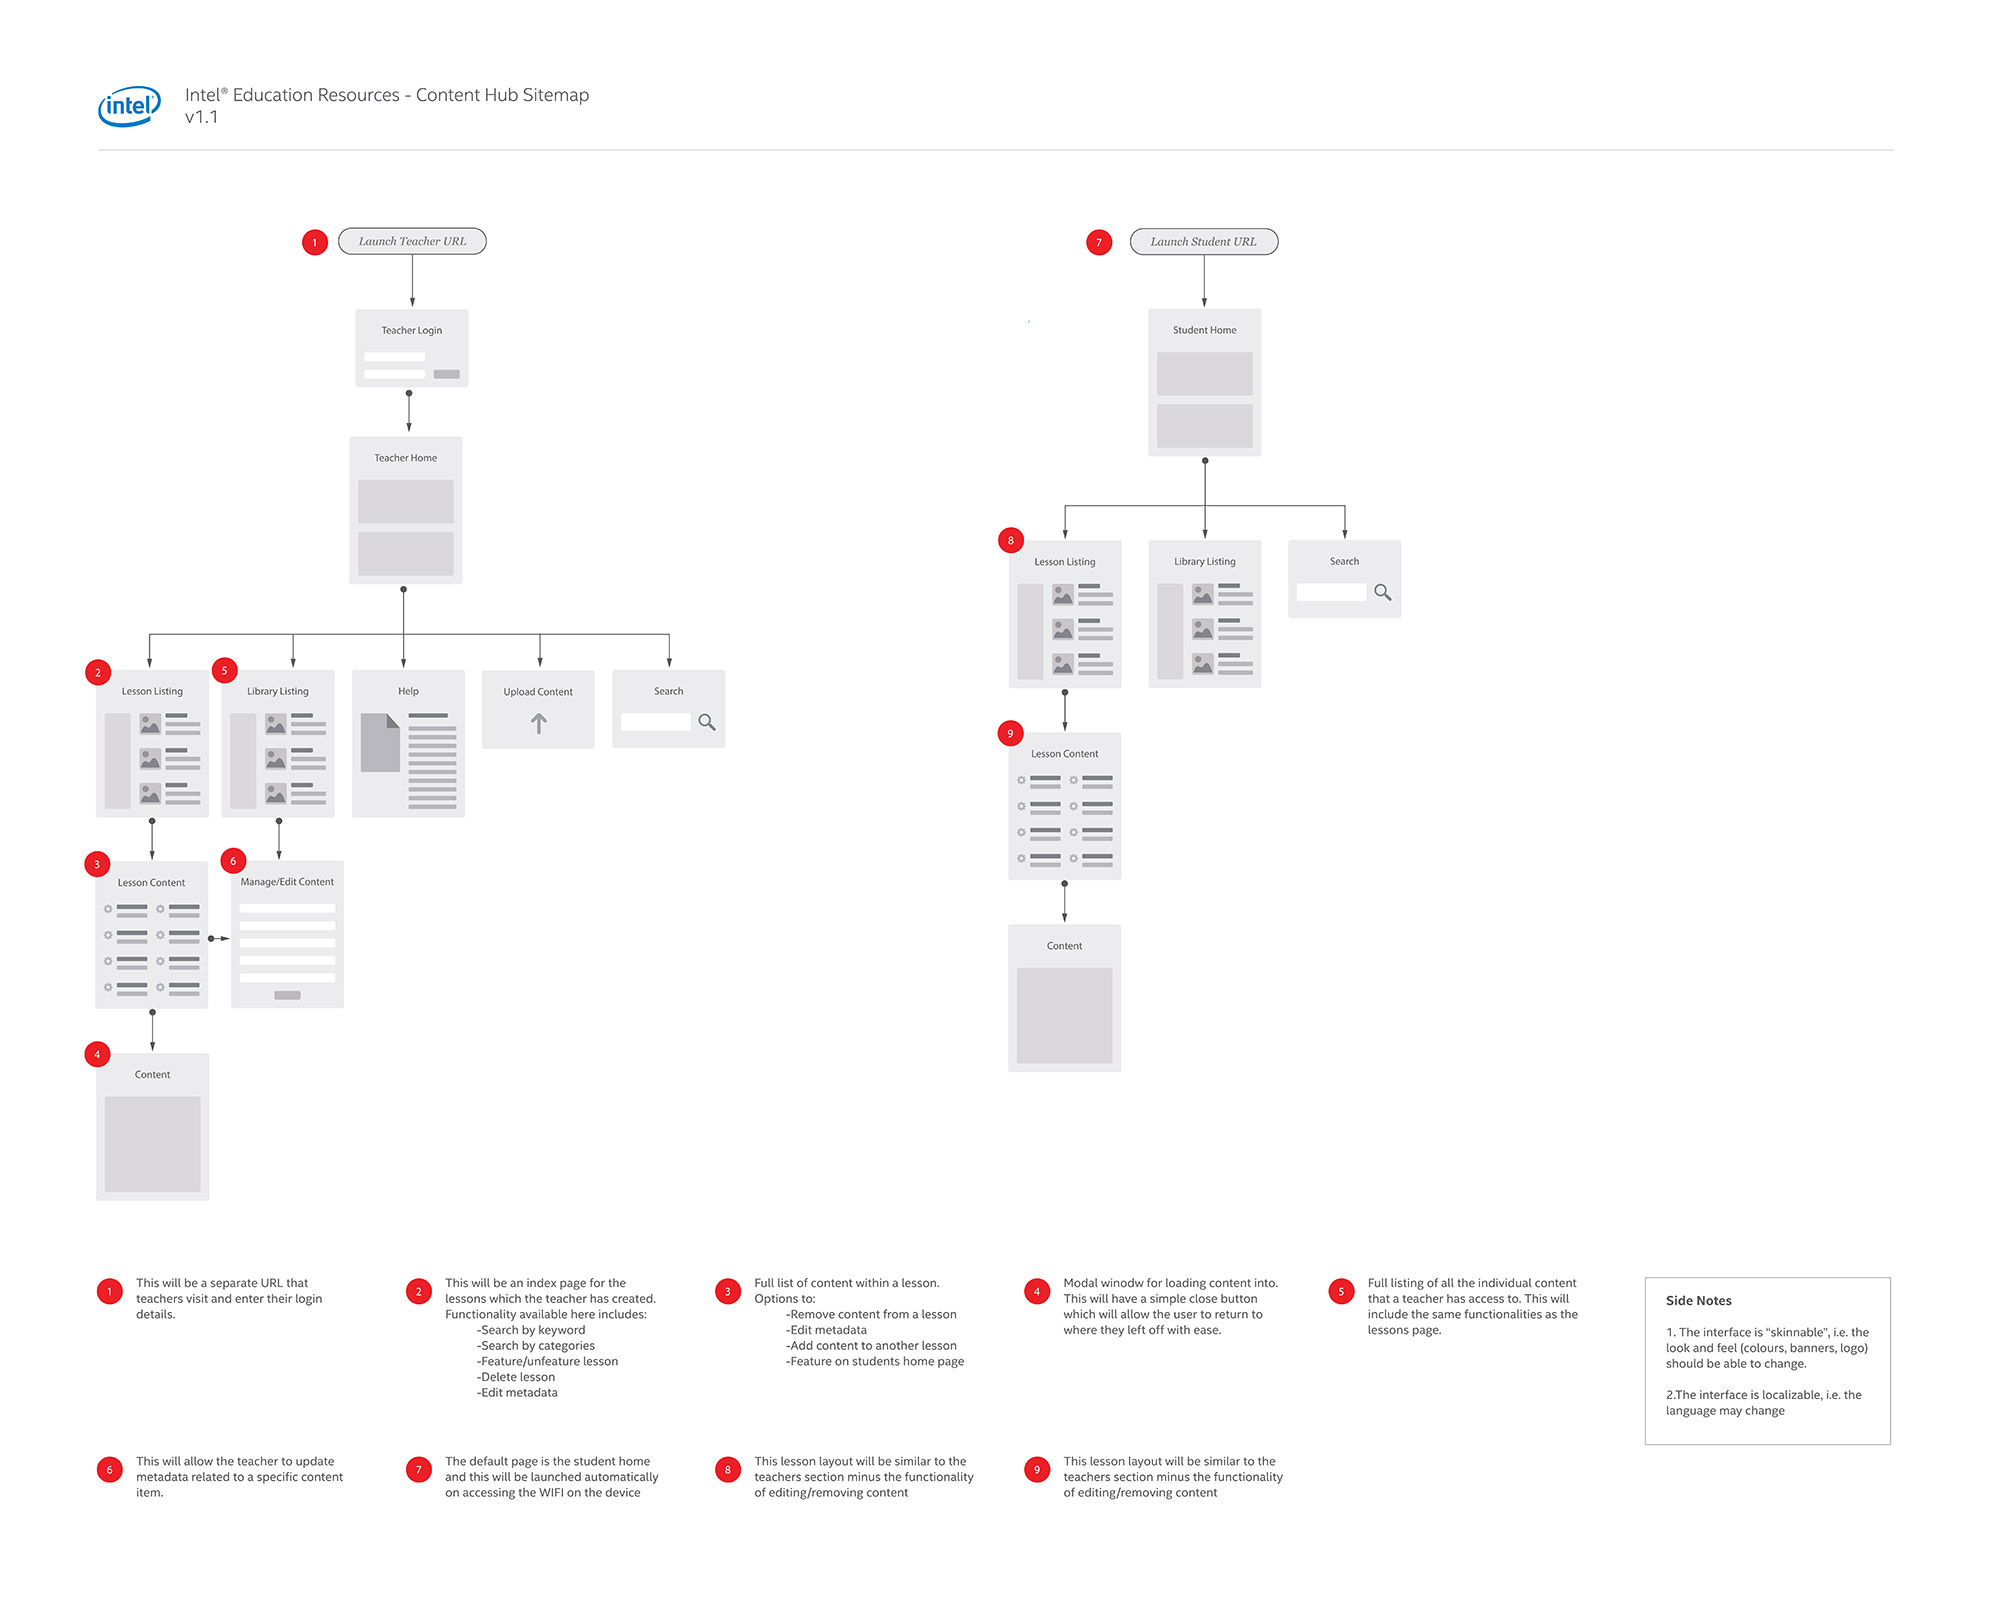 intel
Intel® Education Resources - Content Hub Sitemap
v1.1
1
Launch Teacher URL
Teacher Login
Teacher Home
2
Lesson Listing
5
Library Listing
Help
Upload Content
Search
3
Lesson Content
6
Manage/Edit Content
4
Content
7
Launch Student URL
Student Home
8
Lesson Listing
Library Listing
Search
9
Lesson Content
Content
1
This will be a separate URL that
teachers visit and enter their login
details.
2
This will be an index page for the
lessons which the teacher has created.
Functionality available here includes:
-Search by keyword
-Search by categories
-Feature/unfeature lesson
-Delete lesson
-Edit metadata
3
Full list of content within a lesson.
Options to:
-Remove content from a lesson
-Edit metadata
-Add content to another lesson
-Feature on students home page
4
Modal winodw for loading content into.
This will have a simple close button
which will allow the user to return to
where they left off with ease.
5
Full listing of all the individual content
that a teacher has access to. This will
include the same functionalities as the
lessons page.
Side Notes
1. The interface is “skinnable”, i.e. the
look and feel (colours, banners, logo)
should be able to change.
2.The interface is localizable, i.e. the
language may change
6
This will allow the teacher to update
metadata related to a specific content
item.
7
The default page is the student home
and this will be launched automatically
on accessing the WIFI on the device
8
This lesson layout will be similar to the
teachers section minus the functionality
of editing/removing content
9
This lesson layout will be similar to the
teachers section minus the functionality
of editing/removing content